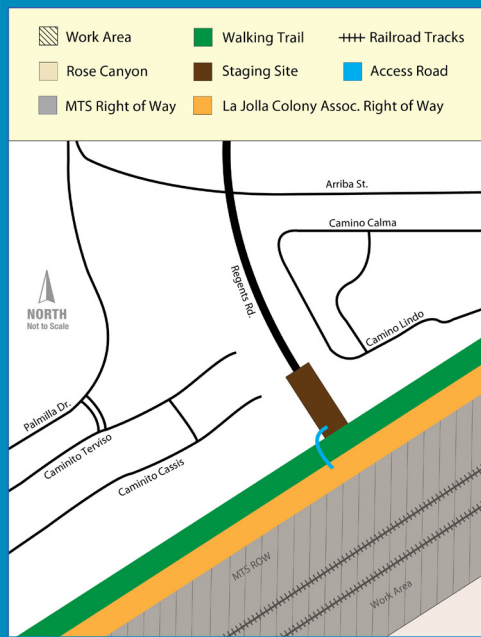 Work Area
Walking Trail
Railroad Tracks
Rose Canyon
Staging Site
Access Road
MTS Right of Way
La Jolla Colony Assoc. Right of Way
Arriba St.
Camino Calma
Regents Rd.
NORTH
Not to Scale
Camino Lindo
Palmilla Dr.
Caminito Terviso
Caminito Cassis
MTS ROW
Work Area